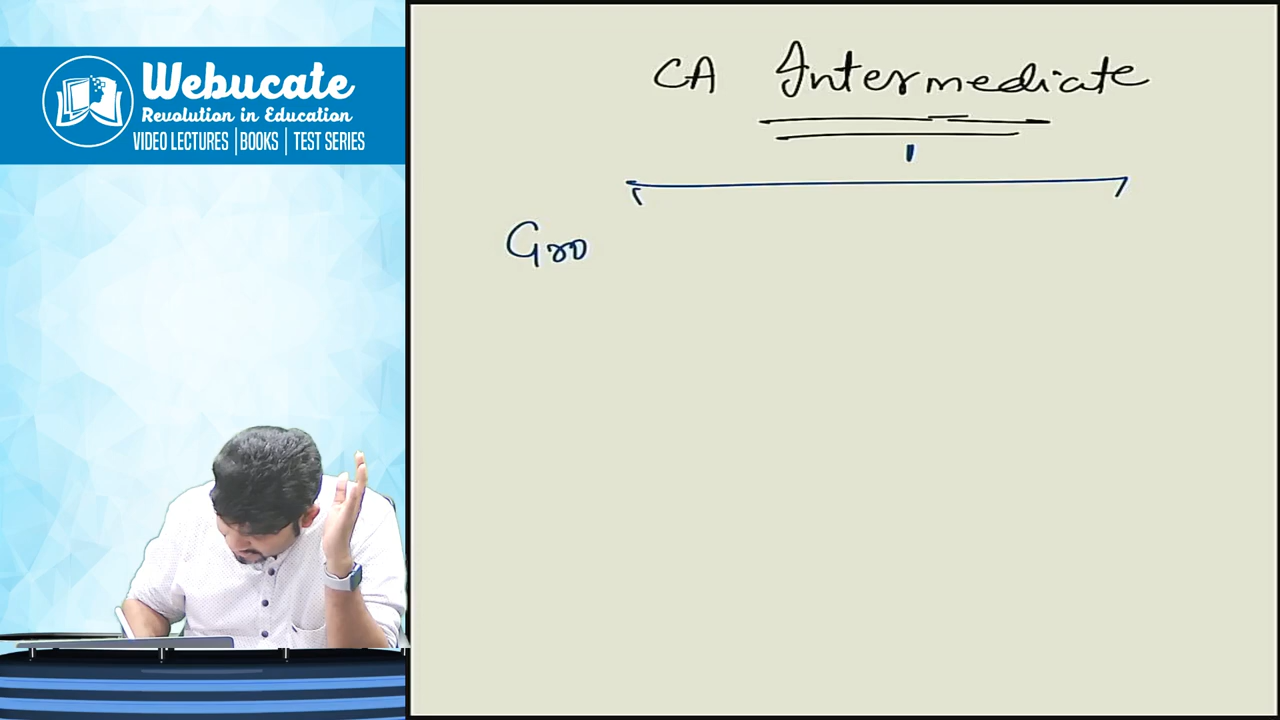 Webucate
Revolution in Education
VIDEO LECTURES | BOOKS | TEST SERIES
CA Intermediate
Gro